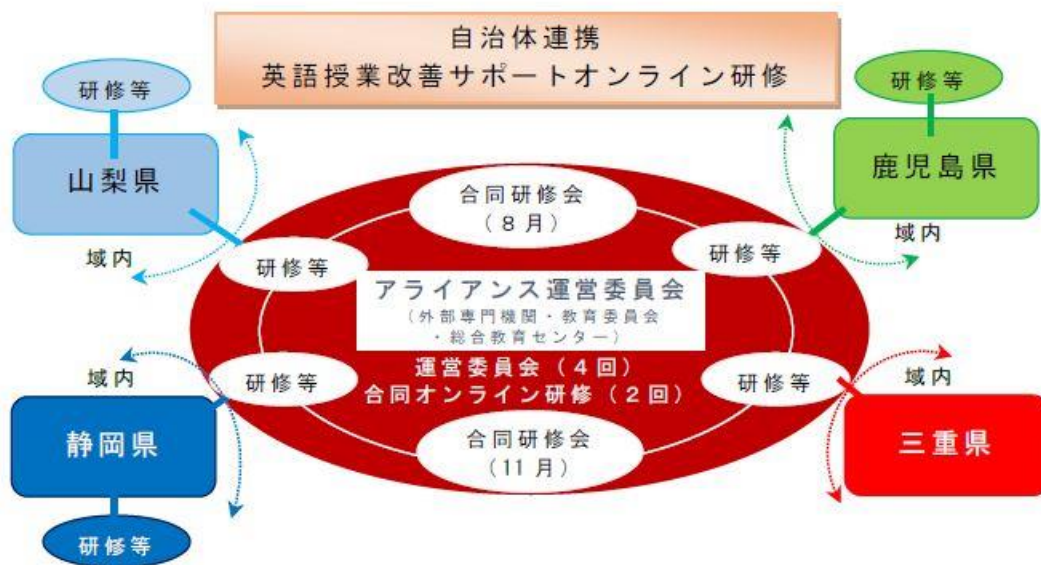 自治体連携
英語授業改善サポートオンライン研修
研修等
山梨県
域内
研修等
鹿児島県
域内
合同研修会
(8月)
研修等
研修等
アライアンス運営委員会
(外部専門機関・教育委員会
・総合教育センター)
運営委員会(4回)
合同オンライン研修(2回)
研修等
研修等
合同研修会
(11月)
域内
静岡県
研修等
域内
三重県